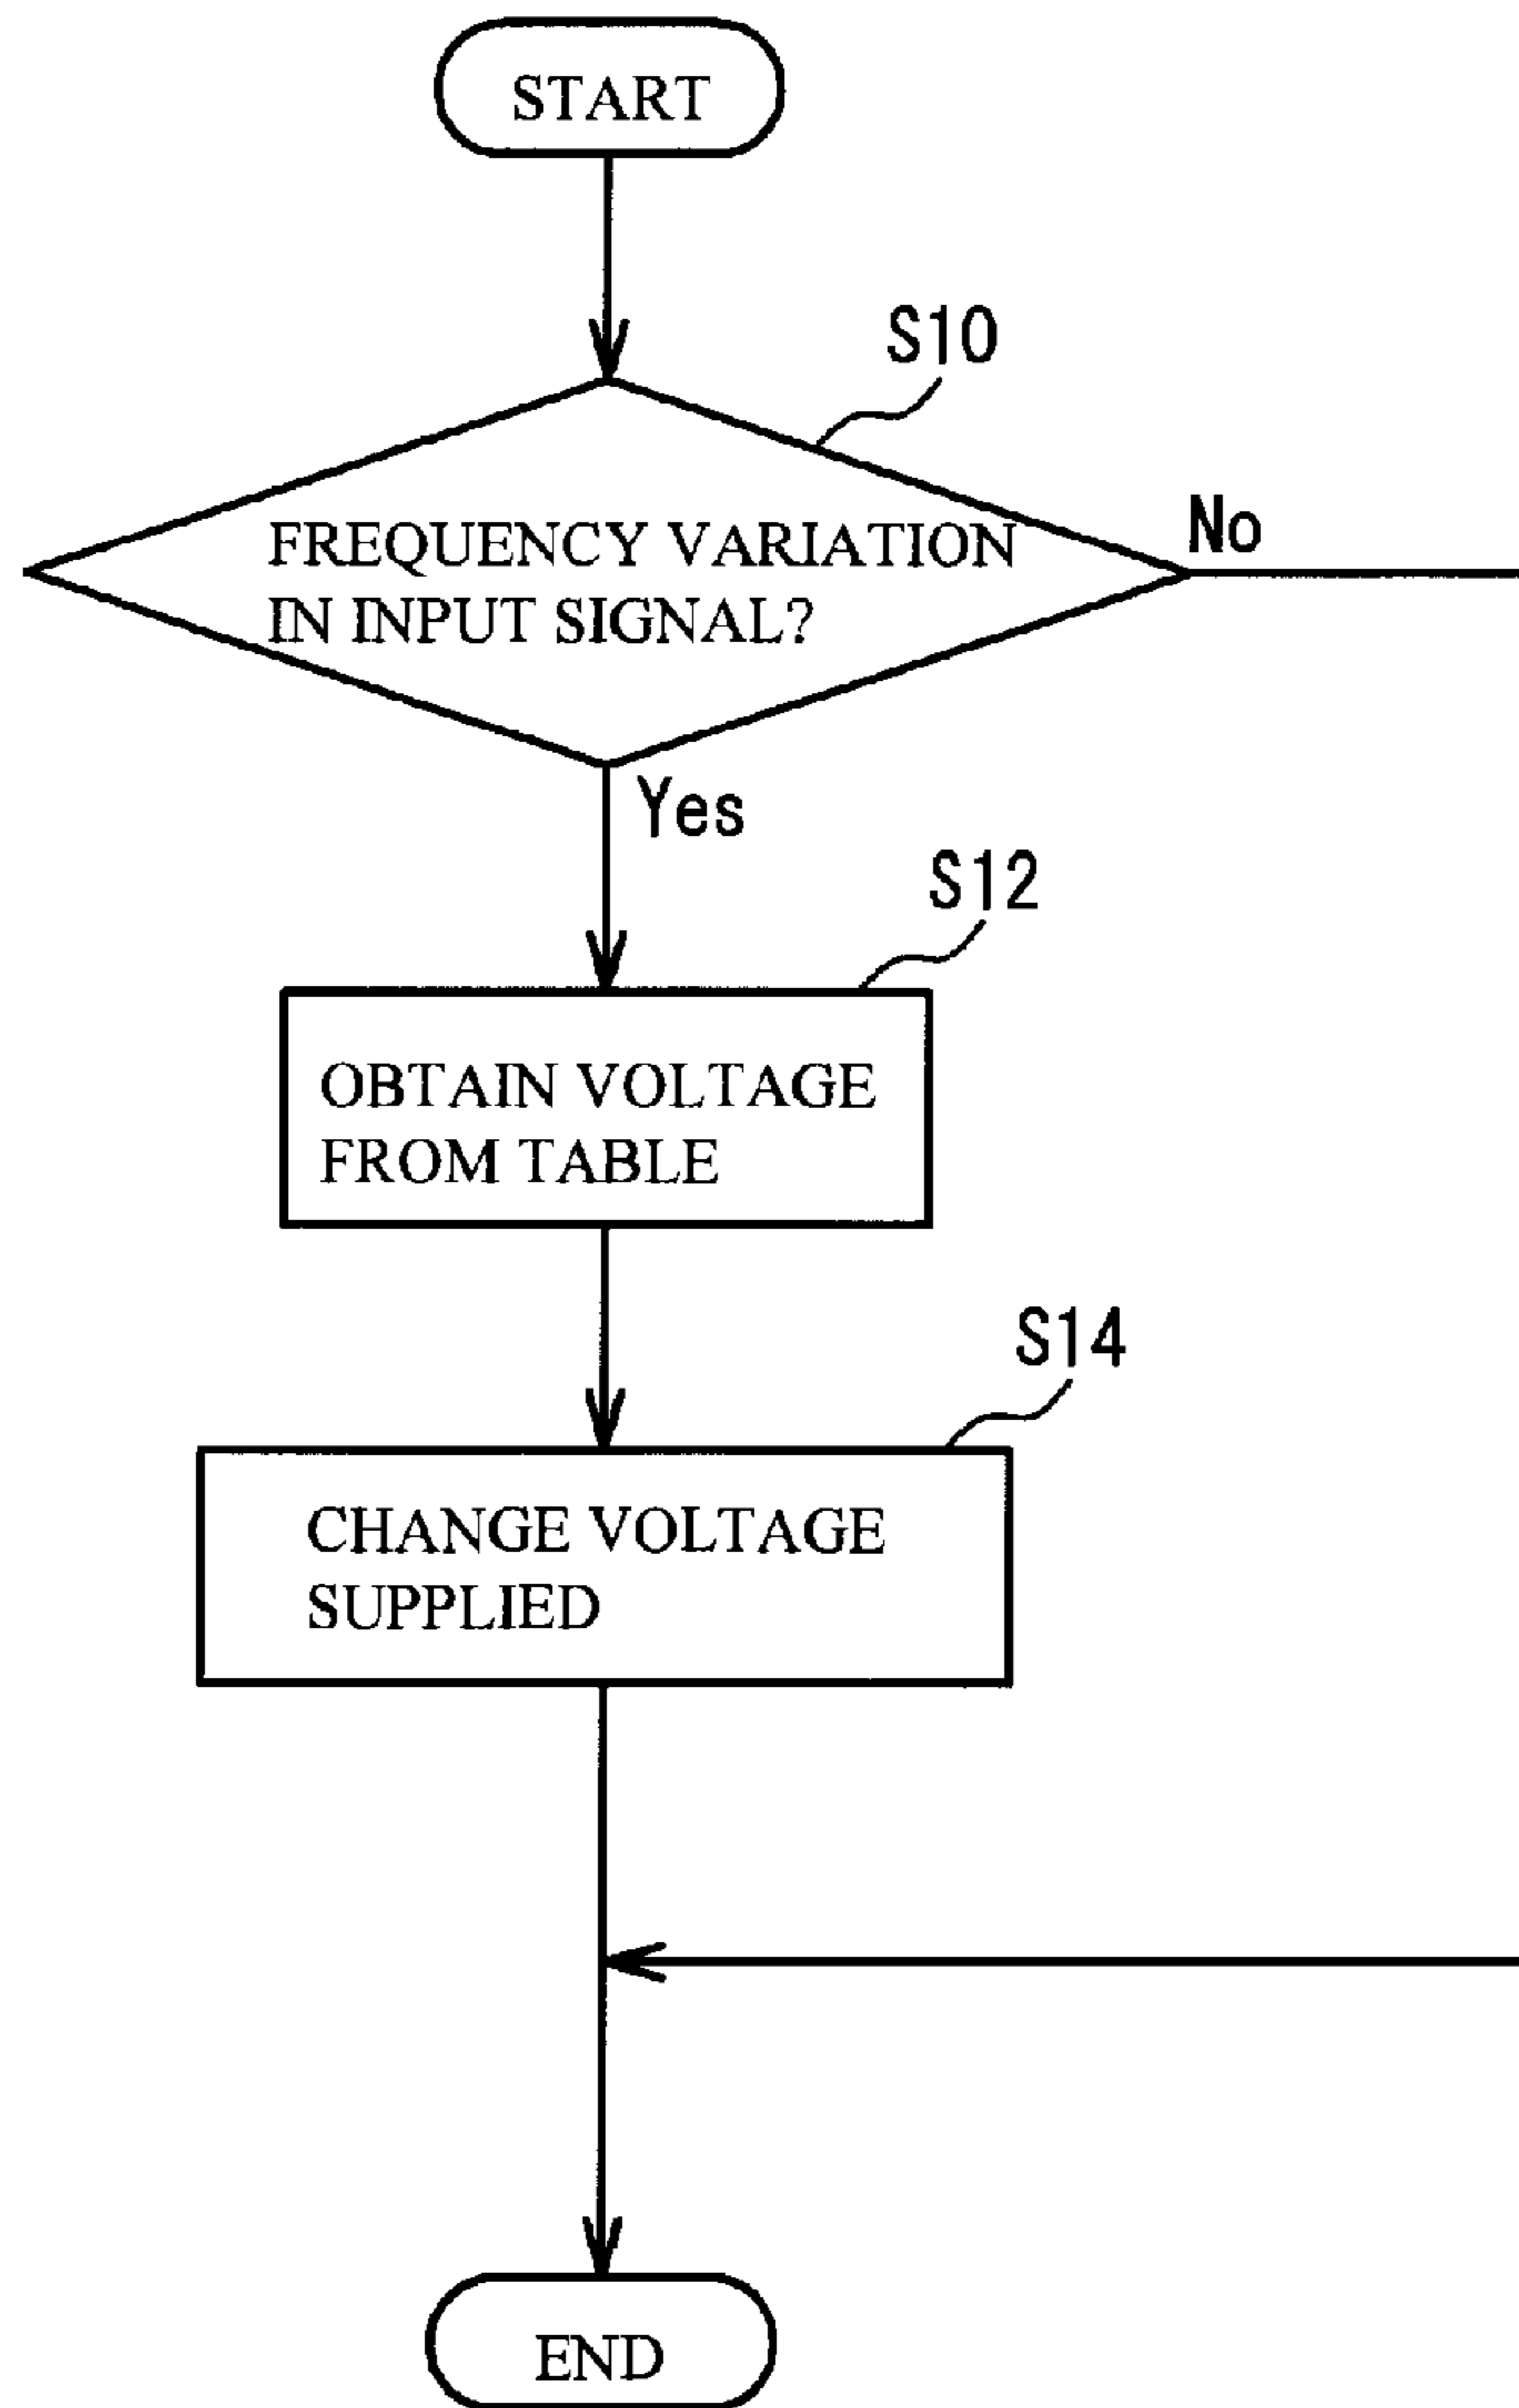 START
S10
FREQUENCY VARIATION
IN INPUT SIGNAL?
No
Yes
S12
OBTAIN VOLTAGE
FROM TABLE
S14
CHANGE VOLTAGE
SUPPLIED
END